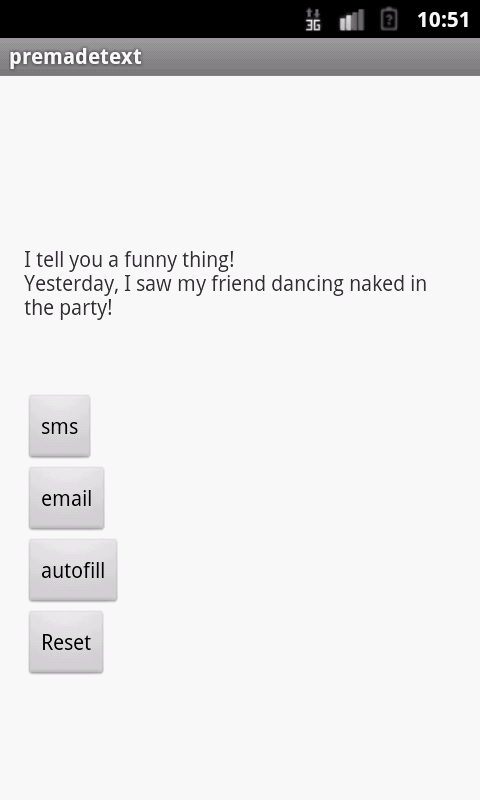 3G 10:51
premadetext
I tell you a funny thing!
Yesterday, I saw my friend dancing naked in
the party!
sms
email
autofill
Reset